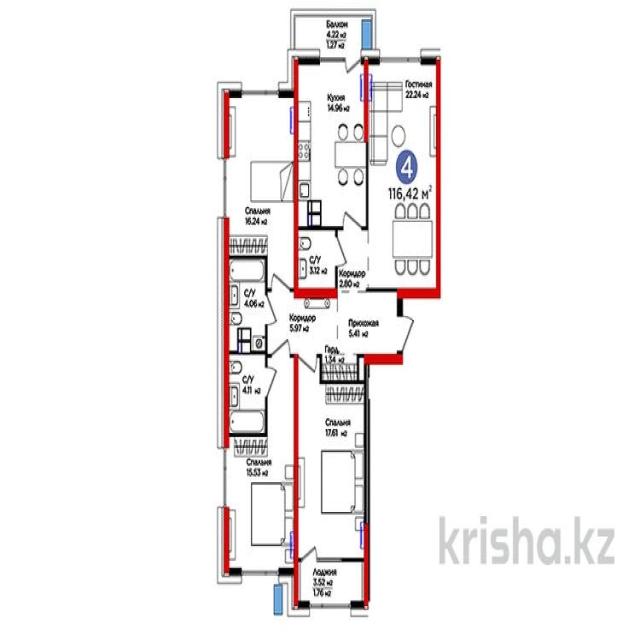 Балкон
4.22 м2
1.27 м2
Кухня
14.96 м2
Гостиная
22.24 м2
4
116,42 м2
Спальня
16.24 м2
С/У
3.12 м2
Коридор
2.80 м2
С/У
4.06 м2
Коридор
5.97 м2
Прихожая
5.41 м2
Гард.
1.34 м2
С/У
4.11 м2
Спальня
17.61 м2
Спальня
15.53 м2
Лоджия
3.52 м2
1.76 м2
krisha.kz